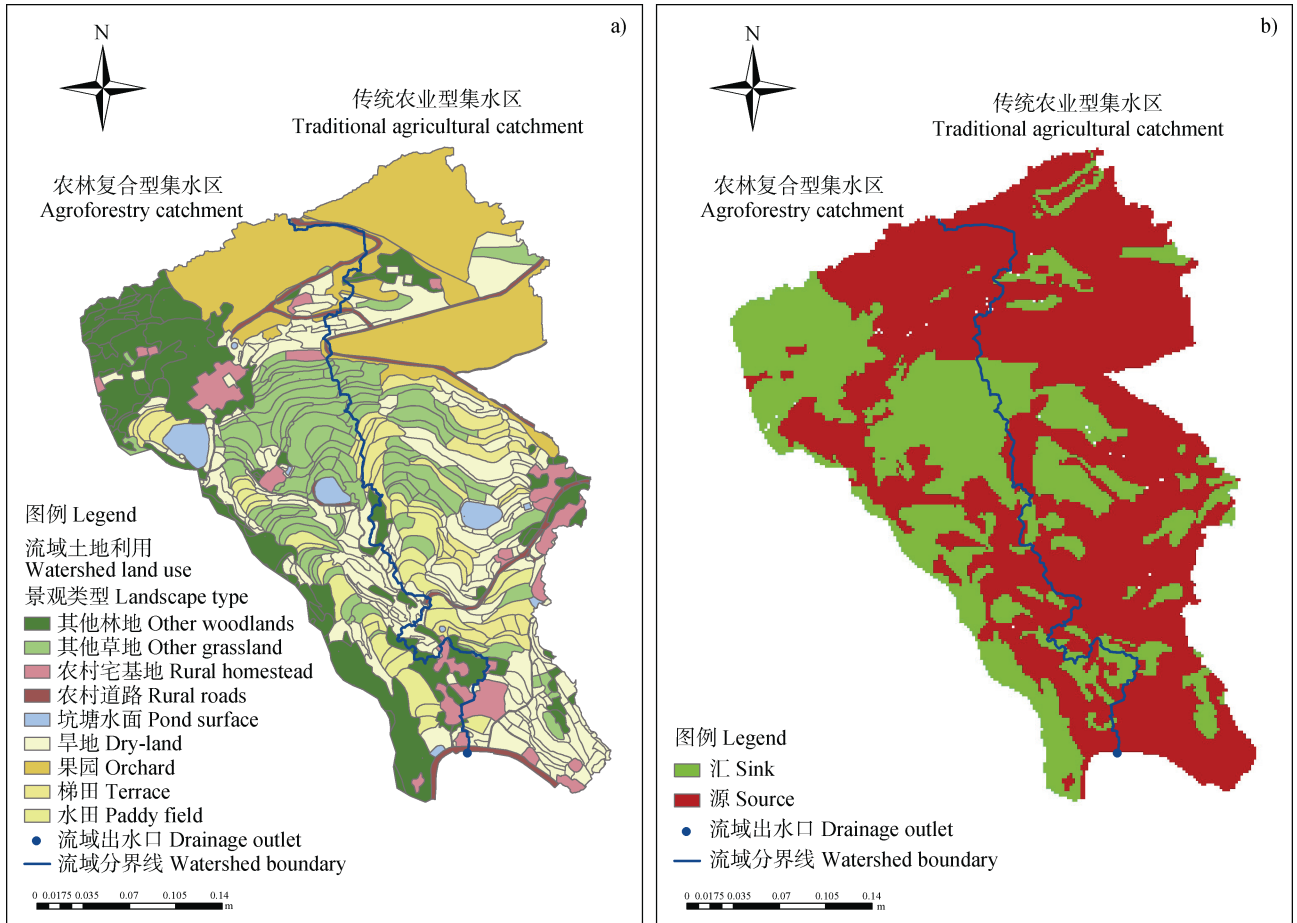 a)
N
传统农业型集水区
Traditional agricultural catchment
农林复合型集水区
Agroforestry catchment
图例 Legend
流域土地利用
Watershed land use
景观类型 Landscape type
其他林地 Other woodlands
其他草地 Other grassland
农村宅基地 Rural homestead
农村道路 Rural roads
坑塘水面 Pond surface
旱地 Dry-land
果园 Orchard
梯田 Terrace
水田 Paddy field
流域出水口 Drainage outlet
流域分界线 Watershed boundary
0 0.0175 0.035 0.07 0.105 0.14
m
b)
N
传统农业型集水区
Traditional agricultural catchment
农林复合型集水区
Agroforestry catchment
图例 Legend
汇 Sink
源 Source
流域出水口 Drainage outlet
流域分界线 Watershed boundary
0 0.0175 0.035 0.07 0.105 0.14
m